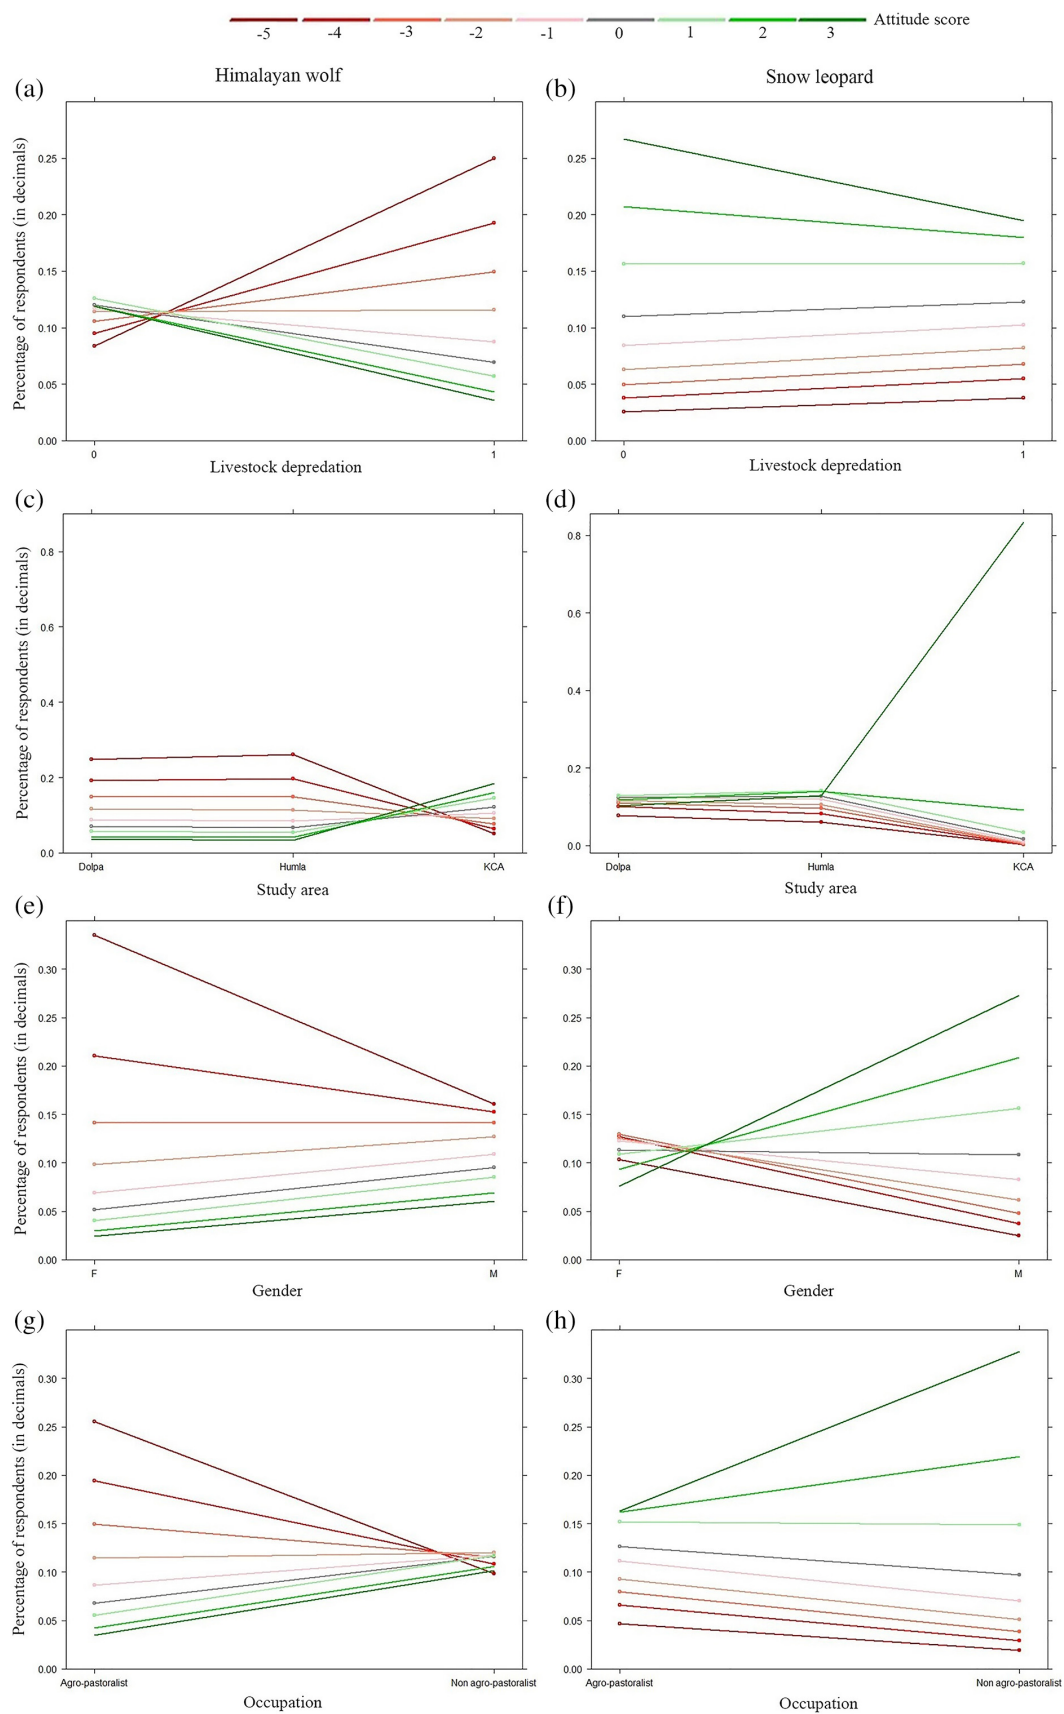 -5 -4 -3 -2 -1 0 1 2 3 Attitude score
Himalayan wolf
Snow leopard
(a)
Percentage of respondents (in decimals)
0.25
0.20
0.15
0.10
0.05
0.00
0 1
Livestock depredation
(b)
0.25
0.20
0.15
0.10
0.05
0.00
0 1
Livestock depredation
(c)
Percentage of respondents (in decimals)
0.8
0.6
0.4
0.2
0.0
Dolpa Humla KCA
Study area
(d)
0.8
0.6
0.4
0.2
0.0
Dolpa Humla KCA
Study area
(e)
Percentage of respondents (in decimals)
0.30
0.25
0.20
0.15
0.10
0.05
0.00
F M
Gender
(f)
0.30
0.25
0.20
0.15
0.10
0.05
0.00
F M
Gender
(g)
Percentage of respondents (in decimals)
0.30
0.25
0.20
0.15
0.10
0.05
0.00
Agro-pastoralist Non agro-pastoralist
Occupation
(h)
0.30
0.25
0.20
0.15
0.10
0.05
0.00
Agro-pastoralist Non agro-pastoralist
Occupation